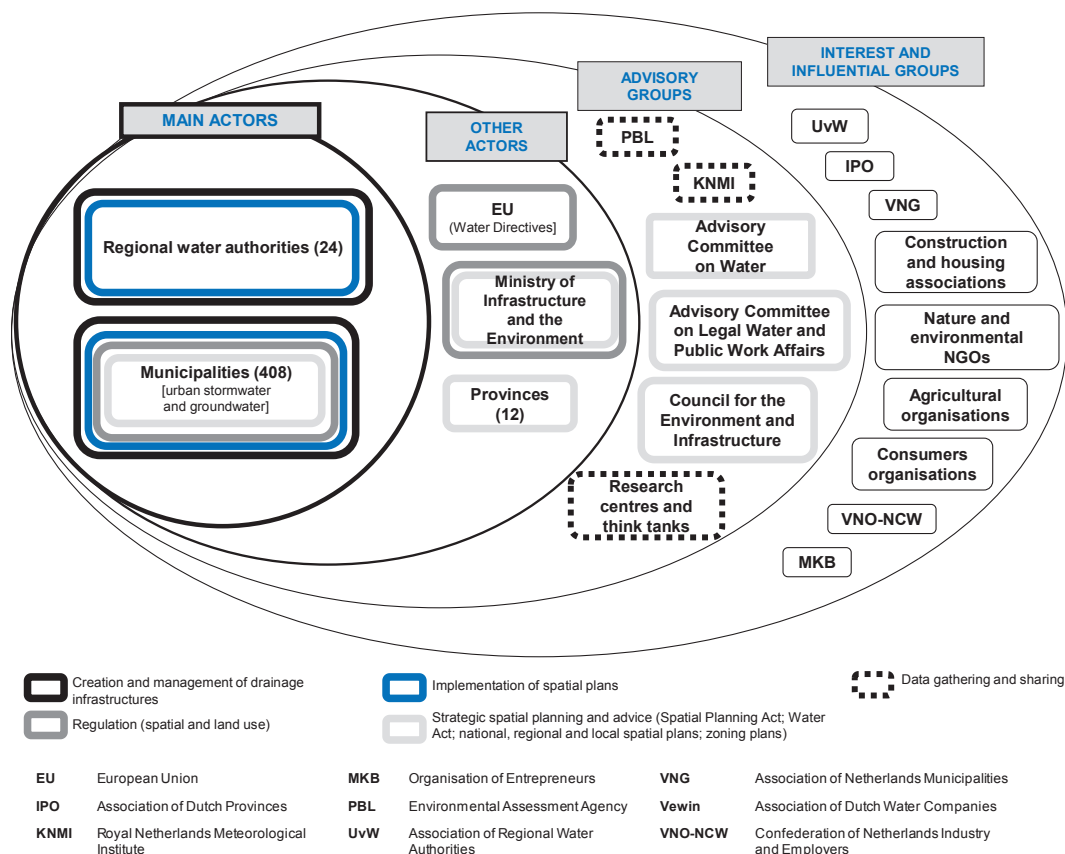 INTEREST AND
INFLUENTIAL GROUPS
ADVISORY
GROUPS
MAIN ACTORS
OTHER
ACTORS
UvW
PBL
IPO
KNMI
VNG
EU
(Water Directives]
Regional water authorities (24)
Advisory
Committee
on Water
Construction
and housing
associations
Ministry of
Infrastructure
and the
Environment
Advisory Committee
on Legal Water and
Public Work Affairs
Nature and
environmental
NGOs
Municipalities (408)
[urban stormwater
and groundwater]
Provinces
(12)
Council for the
Environment and
Infrastructure
Agricultural
organisations
Consumers
organisations
Research
centres and
think tanks
VNO-NCW
MKB
Creation and management of drainage
infrastructures
Implementation of spatial plans
Data gathering and sharing
Regulation (spatial and land use)
Strategic spatial planning and advice (Spatial Planning Act; Water
Act; national, regional and local spatial plans; zoning plans)
EU European Union
MKB Organisation of Entrepreneurs
VNG Association of Netherlands Municipalities
IPO Association of Dutch Provinces
PBL Environmental Assessment Agency
Vewin Association of Dutch Water Companies
KNMI Royal Netherlands Meteorological
Institute
UvW Association of Regional Water
Authorities
VNO-NCW Confederation of Netherlands Industry
and Employers